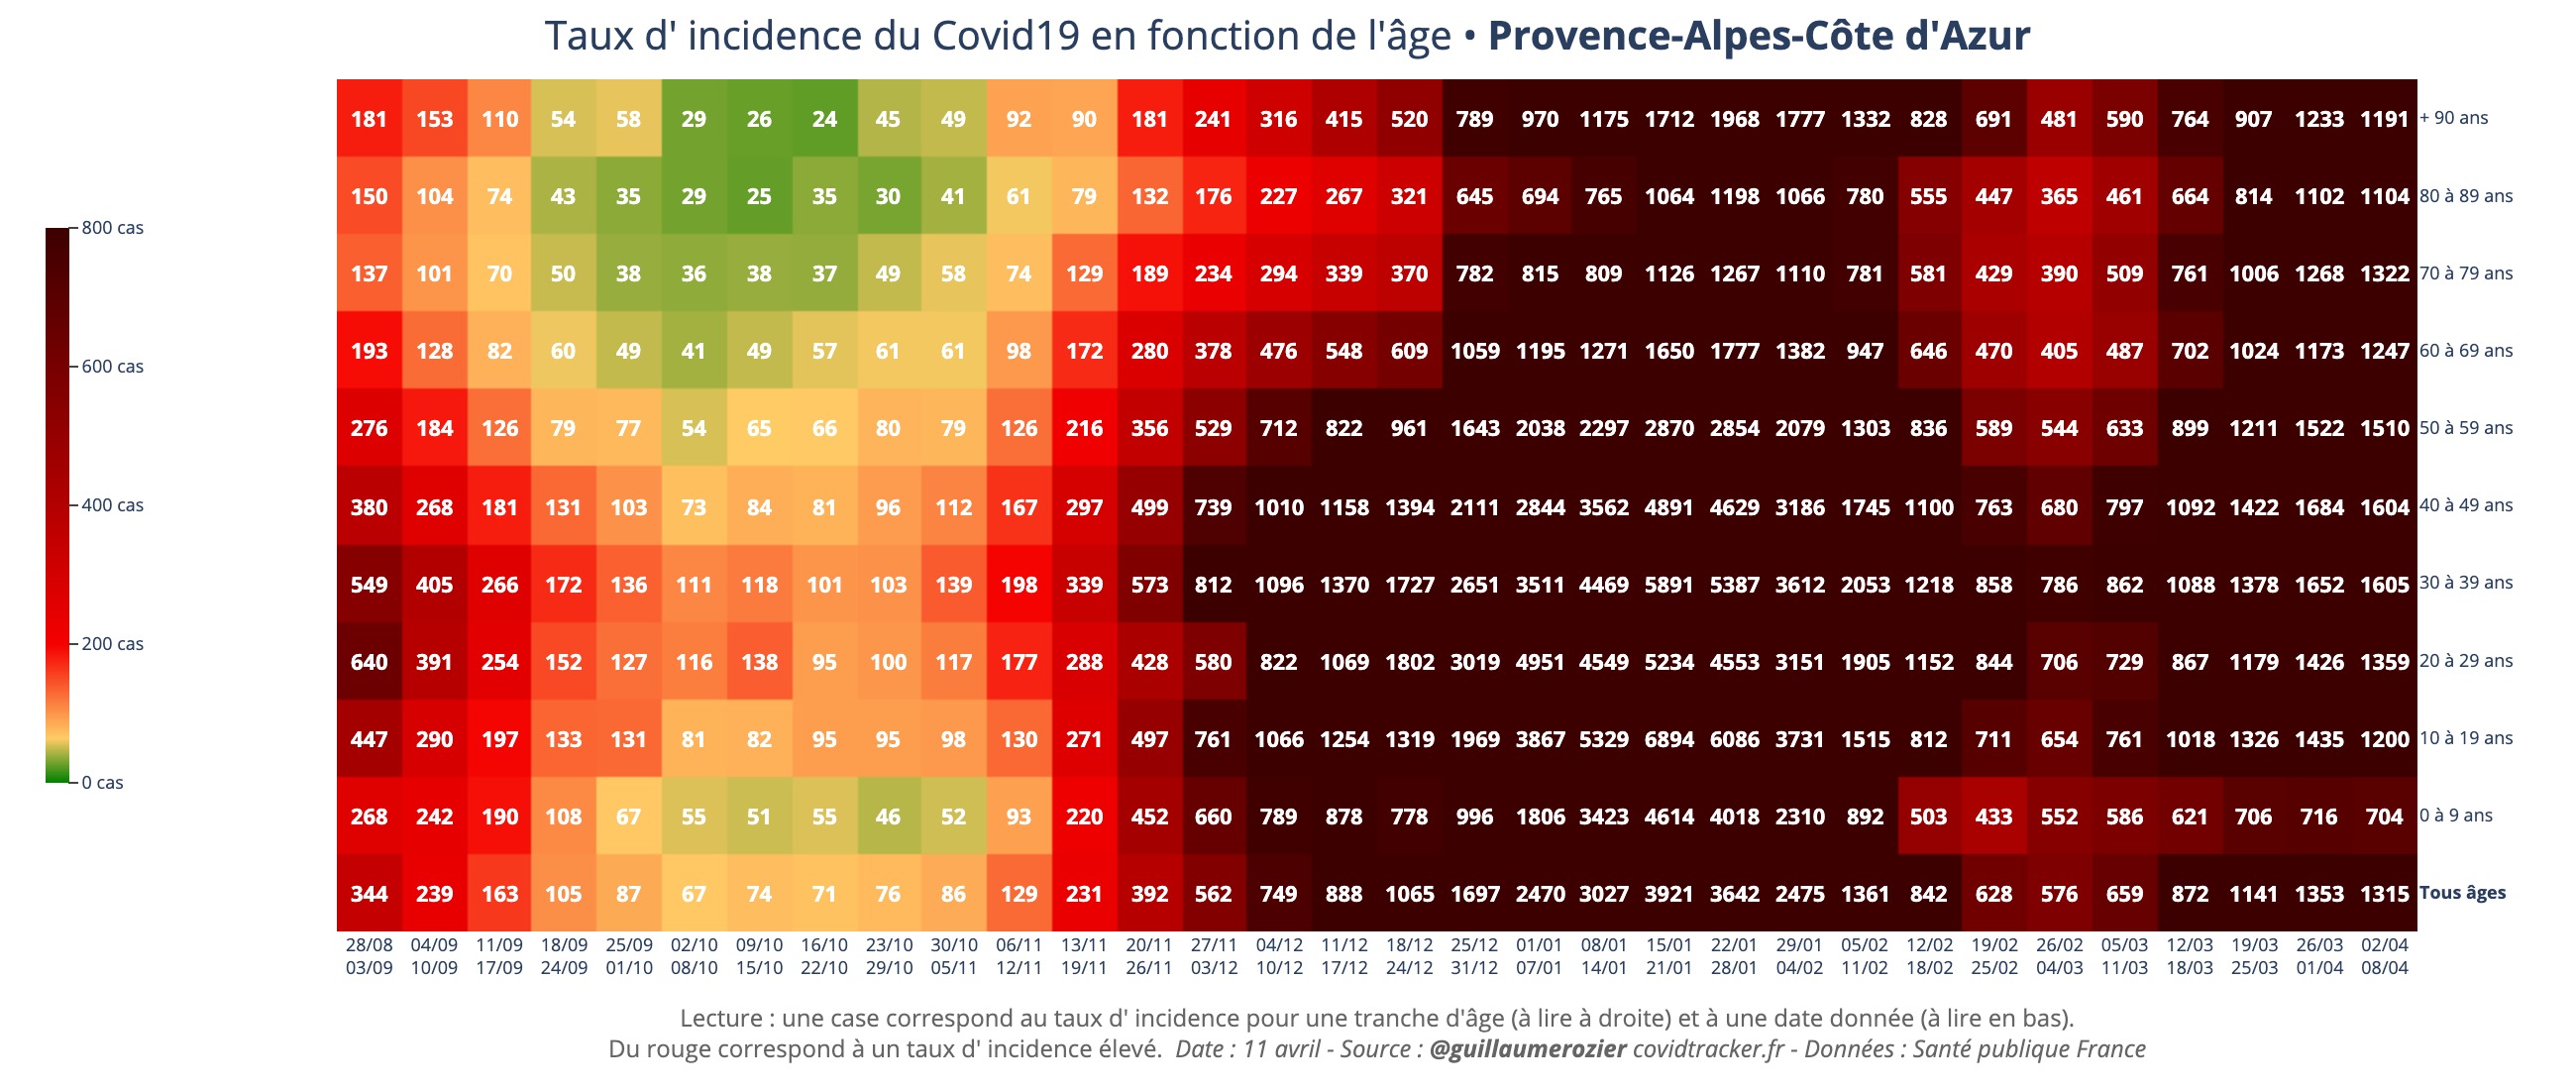 Taux d' incidence du Covid19 en fonction de l'âge • Provence-Alpes-Côte d'Azur
800 cas
600 cas
400 cas
200 cas
0 cas
181 153 110 54 58 29 26 24 45 49 92 90 181 241 316 415 520 789 970 1175 1712 1968 1777 1332 828 691 481 590 764 907 1233 1191 + 90 ans
150 104 74 43 35 29 25 35 30 41 61 79 132 176 227 267 321 645 694 765 1064 1198 1066 780 555 447 365 461 664 814 1102 1104 80 à 89 ans
137 101 70 50 38 36 38 37 49 58 74 129 189 234 294 339 370 782 815 809 1126 1267 1110 781 581 429 390 509 761 1006 1268 1322 70 à 79 ans
193 128 82 60 49 41 49 57 61 61 98 172 280 378 476 548 609 1059 1195 1271 1650 1777 1382 947 646 470 405 487 702 1024 1173 1247 60 à 69 ans
276 184 126 79 77 54 65 66 80 79 126 216 356 529 712 822 961 1643 2038 2297 2870 2854 2079 1303 836 589 544 633 899 1211 1522 1510 50 à 59 ans
380 268 181 131 103 73 84 81 96 112 167 297 499 739 1010 1158 1394 2111 2844 3562 4891 4629 3186 1745 1100 763 680 797 1092 1422 1684 1604 40 à 49 ans
549 405 266 172 136 111 118 101 103 139 198 339 573 812 1096 1370 1727 2651 3511 4469 5891 5387 3612 2053 1218 858 786 862 1088 1378 1652 1605 30 à 39 ans
640 391 254 152 127 116 138 95 100 117 177 288 428 580 822 1069 1802 3019 4951 4549 5234 4553 3151 1905 1152 844 706 729 867 1179 1426 1359 20 à 29 ans
447 290 197 133 131 81 82 95 95 98 130 271 497 761 1066 1254 1319 1969 3867 5329 6894 6086 3731 1515 812 711 654 761 1018 1326 1435 1200 10 à 19 ans
268 242 190 108 67 55 51 55 46 52 93 220 452 660 789 878 778 996 1806 3423 4614 4018 2310 892 503 433 552 586 621 706 716 704 0 à 9 ans
344 239 163 105 87 67 74 71 76 86 129 231 392 562 749 888 1065 1697 2470 3027 3921 3642 2475 1361 842 628 576 659 872 1141 1353 1315 Tous âges
28/08 04/09 11/09 18/09 25/09 02/10 09/10 16/10 23/10 30/10 06/11 13/11 20/11 27/11 04/12 11/12 18/12 25/12 01/01 08/01 15/01 22/01 29/01 05/02 12/02 19/02 26/02 05/03 12/03 19/03 26/03 02/04
03/09 10/09 17/09 24/09 01/10 08/10 15/10 22/10 29/10 05/11 12/11 19/11 26/11 03/12 10/12 17/12 24/12 31/12 07/01 14/01 21/01 28/01 04/02 11/02 18/02 25/02 04/03 11/03 18/03 25/03 01/04 08/04
Lecture : une case correspond au taux d' incidence pour une tranche d'âge (à lire à droite) et à une date donnée (à lire en bas).
Du rouge correspond à un taux d' incidence élevé. Date : 11 avril - Source : @guillaumerozier covidtracker.fr - Données : Santé publique France